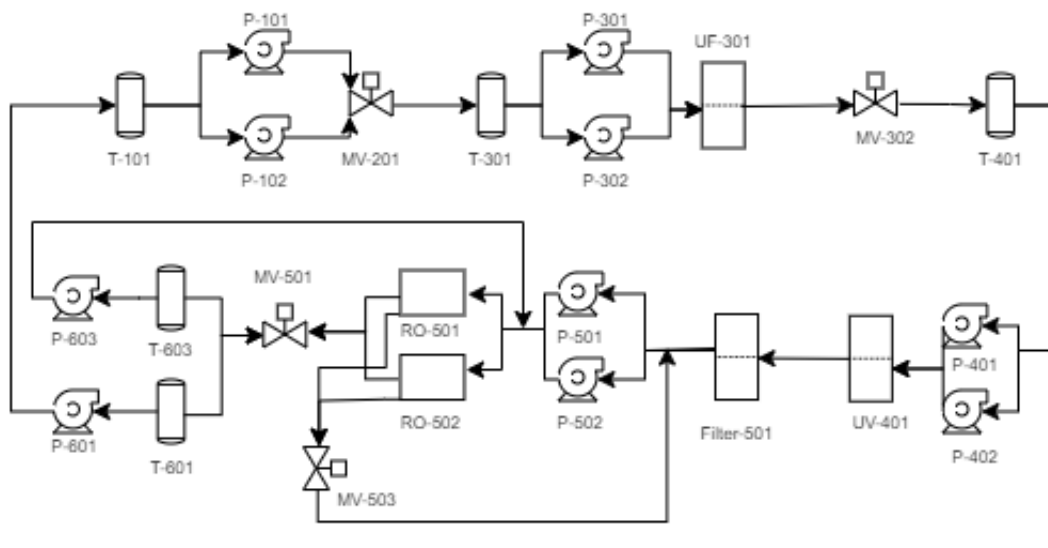 P-101
P-301
UF-301
T-101
P-102
MV-201
T-301
P-302
MV-302
T-401
MV-501
P-603
T-603
RO-501
P-501
P-401
P-601
T-601
RO-502
P-502
Filter-501
UV-401
P-402
MV-503